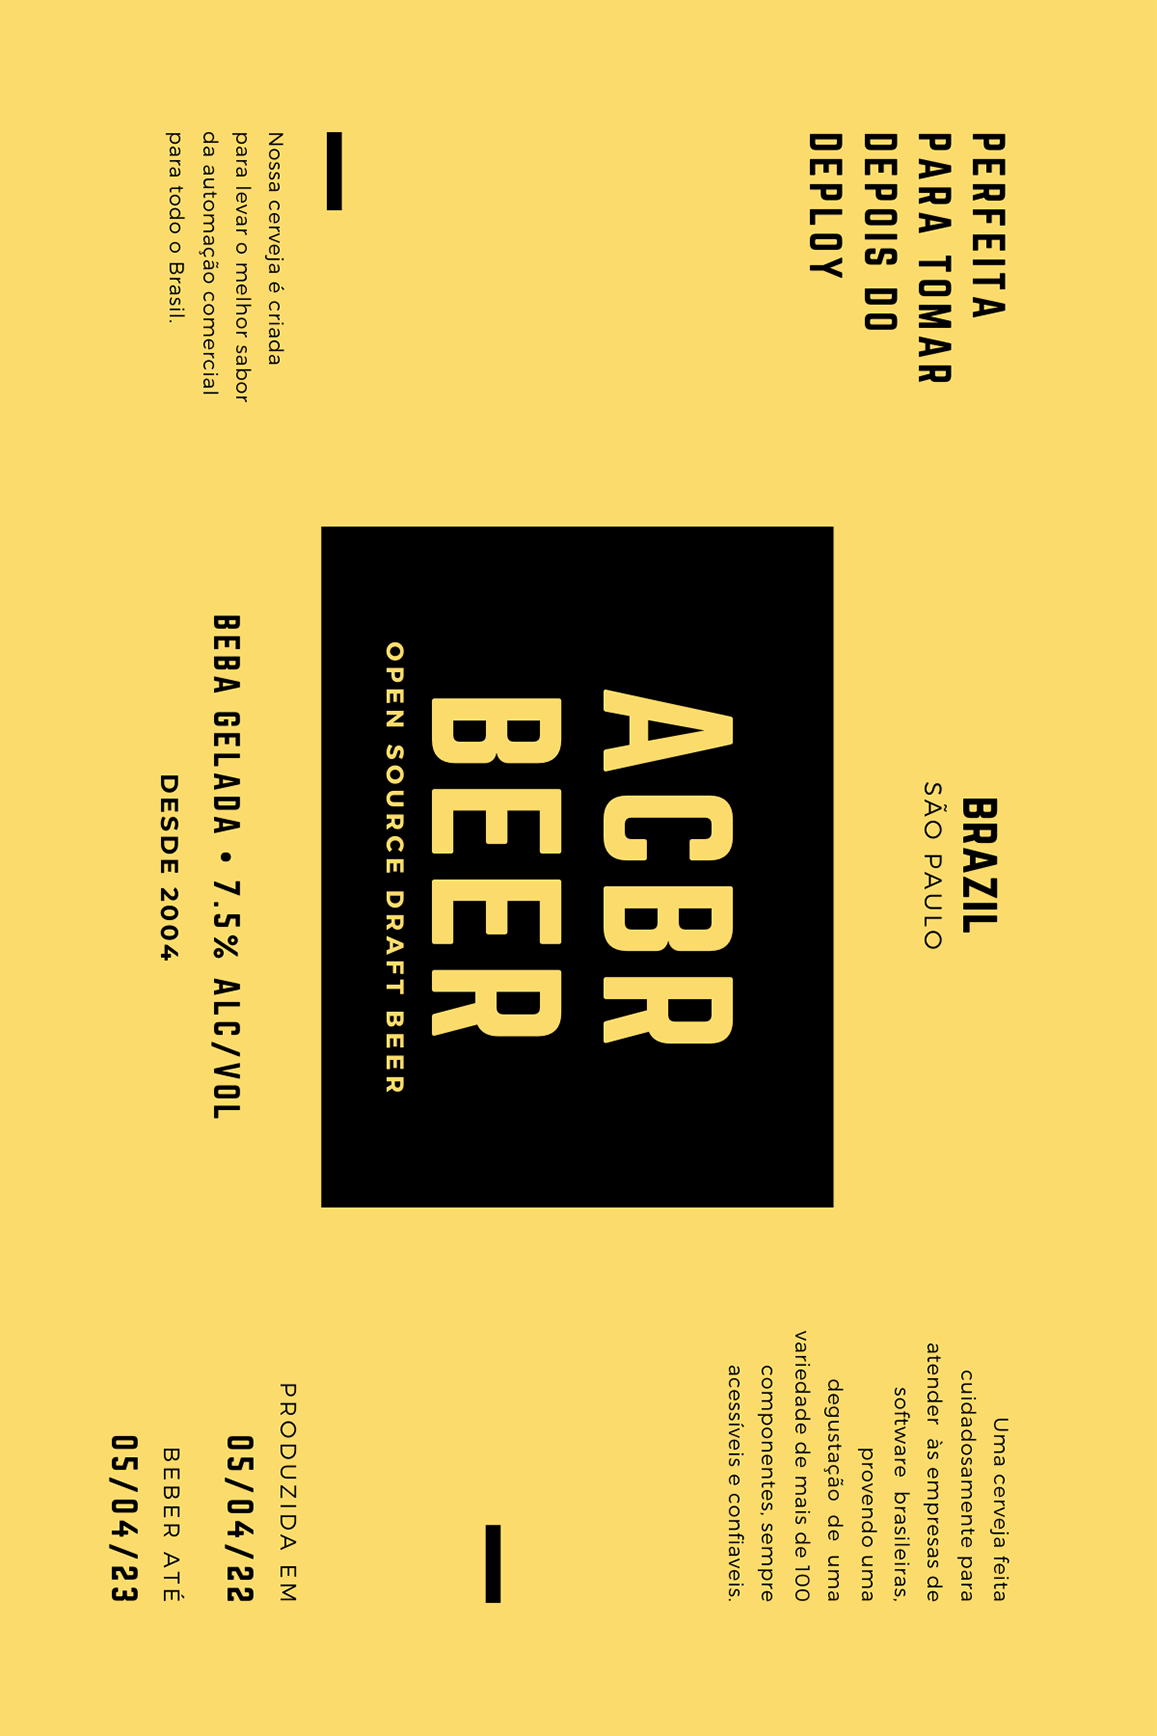 PERFEITA
PARA TOMAR
DEPOIS DO
DEPLOY
Nossa cerveja é criada
para levar o melhor sabor
da automação comercial
para todo o Brasil.
BRAZIL
SÃO PAULO
ACBR
BEER
OPEN SOURCE DRAFT BEER
BEBA GELADA • 7.5% ALC/VOL
DESDE 2004
Uma cerveja feita
cuidadosamente para
atender às empresas de
software brasileiras,
provendo uma
degustação de uma
variedade de mais de 100
componentes, sempre
acessíveis e confiaveis.
PRODUZIDA EM
05/04/22
BEBER ATÉ
05/04/23